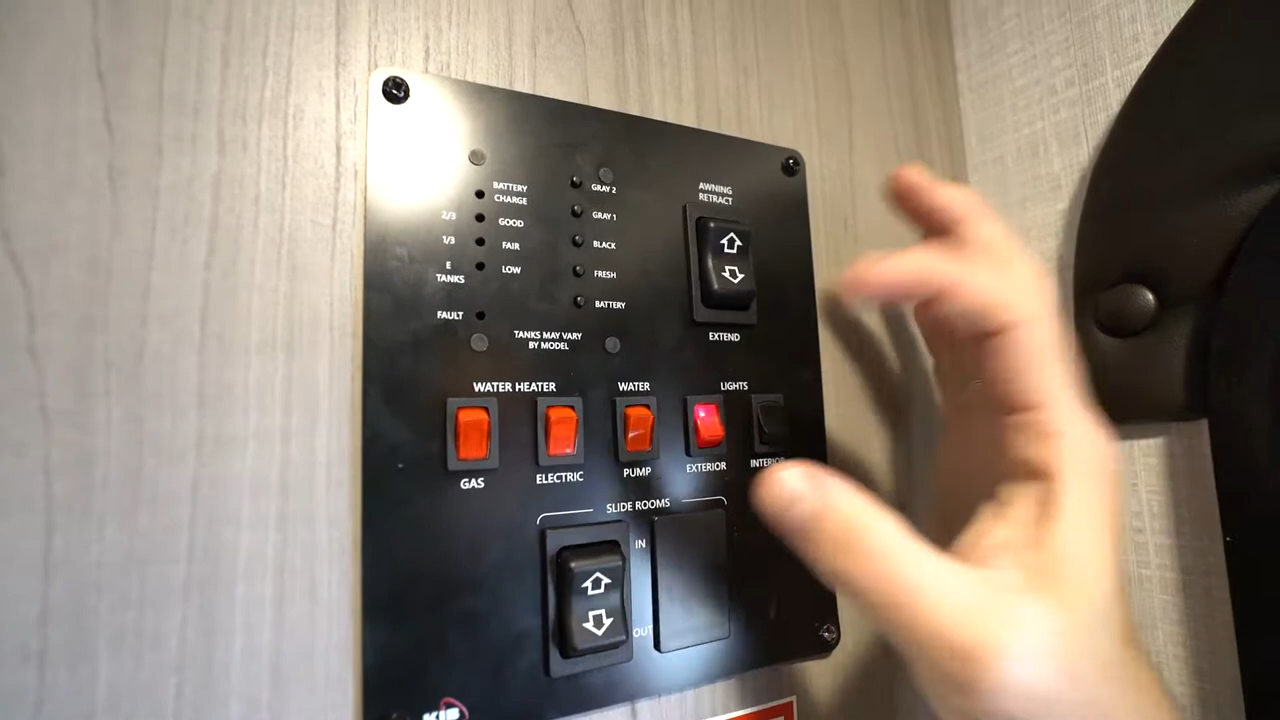 BATTERY
CHARGE
2/3
GOOD
1/3
FAIR
E
TANKS
LOW
FAULT
GRAY 2
GRAY 1
BLACK
FRESH
BATTERY
TANKS MAY VARY
BY MODEL
AWNING
RETRACT
EXTEND
WATER HEATER
WATER
LIGHTS
GAS
ELECTRIC
PUMP
EXTERIOR
INTERIOR
SLIDE ROOMS
IN
OUT
KIB